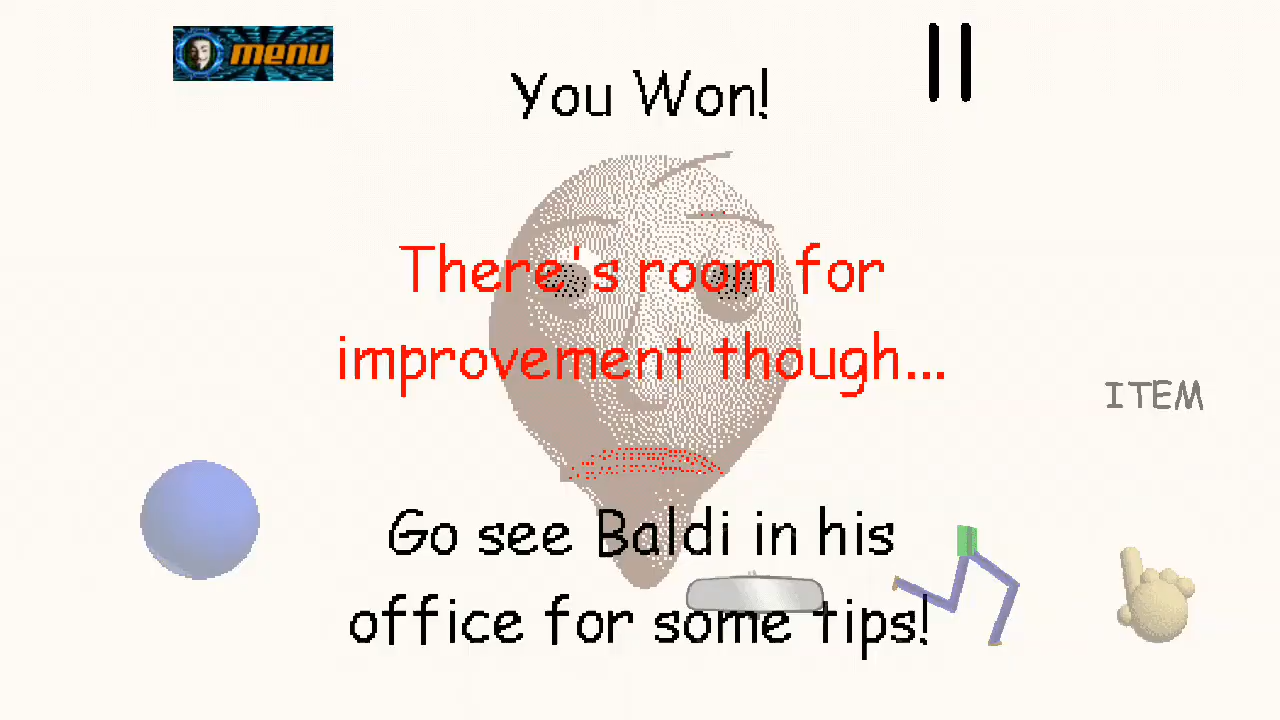 menu
You Won!
There's room for
improvement though...
ITEM
Go see Baldi in his
office for some tips!